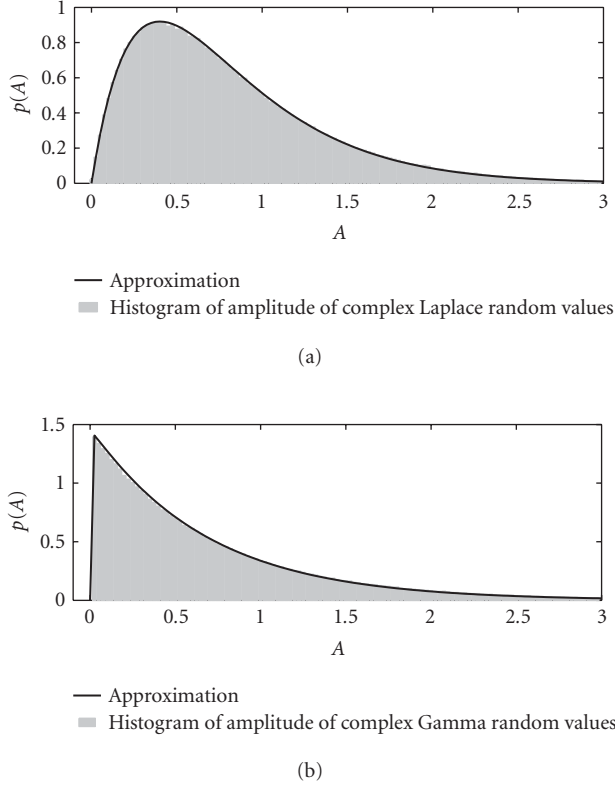 1
0.8
0.6
0.4
0.2
0
p(A)
0 0.5 1 1.5 2 2.5 3
A
Approximation
Histogram of amplitude of complex Laplace random values
(a)
1.5
1
0.5
0
p(A)
0 0.5 1 1.5 2 2.5 3
A
Approximation
Histogram of amplitude of complex Gamma random values
(b)